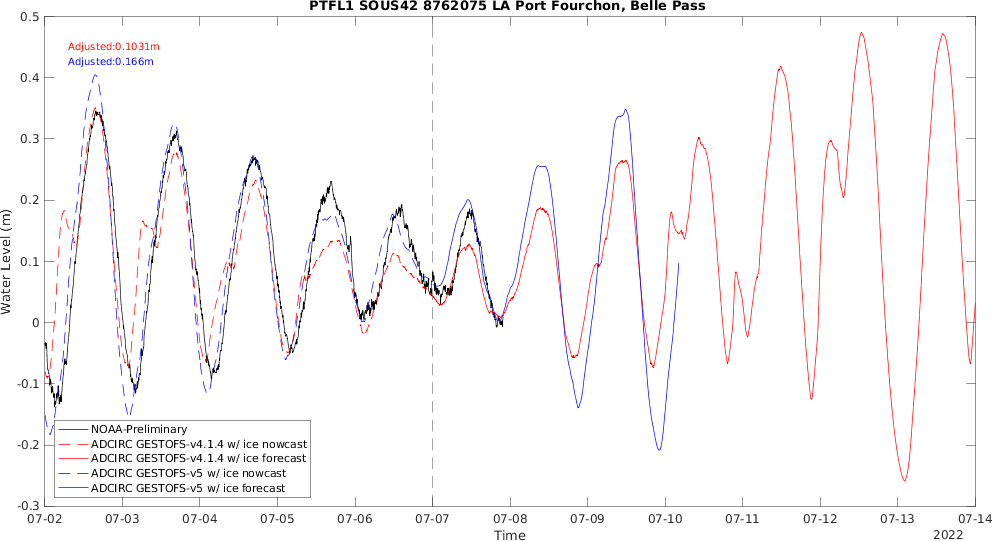 PTFL1 SOUS42 8762075 LA Port Fourchon, Belle Pass
0.5
0.4
0.3
0.2
0.1
0
-0.1
-0.2
-0.3
Water Level (m)
Adjusted:0.1031m
Adjusted:0.166m
NOAA-Preliminary
ADCIRC GESTOFS-v4.1.4 w/ ice nowcast
ADCIRC GESTOFS-v4.1.4 w/ ice forecast
ADCIRC GESTOFS-v5 w/ ice nowcast
ADCIRC GESTOFS-v5 w/ ice forecast
07-02 07-03 07-04 07-05 07-06 07-07 07-08 07-09 07-10 07-11 07-12 07-13 07-14
Time
2022